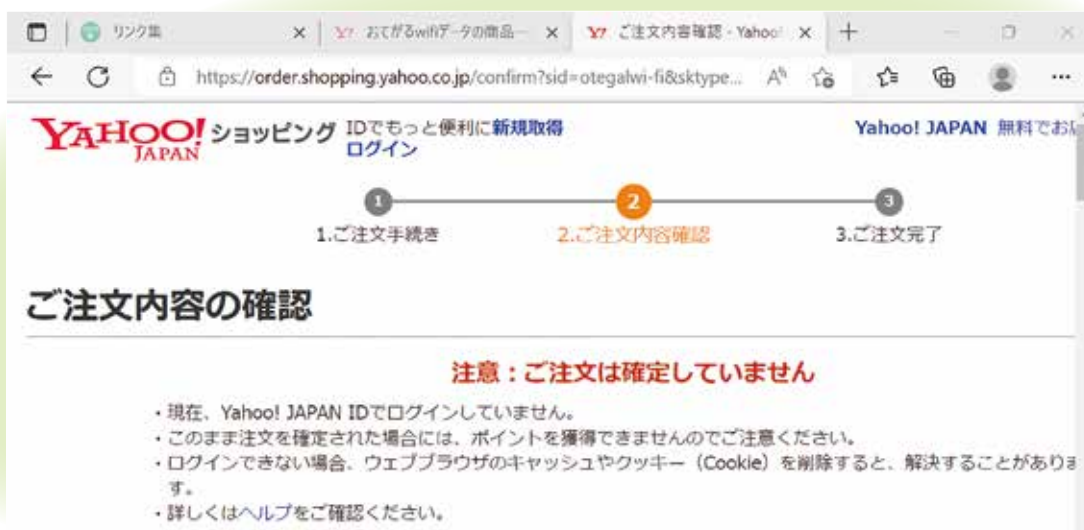 リンク集
おてがるwifiデータの商品一
ご注文内容確認 - Yahoo!
https://order.shopping.yahoo.co.jp/confirm?sid=otegalwi-fi&sktype...
YAHOO! JAPAN ショッピング
IDでもっと便利に新規取得
ログイン
Yahoo! JAPAN 無料でお
1 2 3
1.ご注文手続き 2.ご注文内容確認 3.ご注文完了
ご注文内容の確認
注意：ご注文は確定していません
・現在、Yahoo! JAPAN IDでログインしていません。
・このまま注文を確定された場合には、ポイントを獲得できませんのでご注意ください。
・ログインできない場合、ウェブブラウザのキャッシュやクッキー（Cookie）を削除すると、解決することがありま
す。
・詳しくはヘルプをご確認ください。